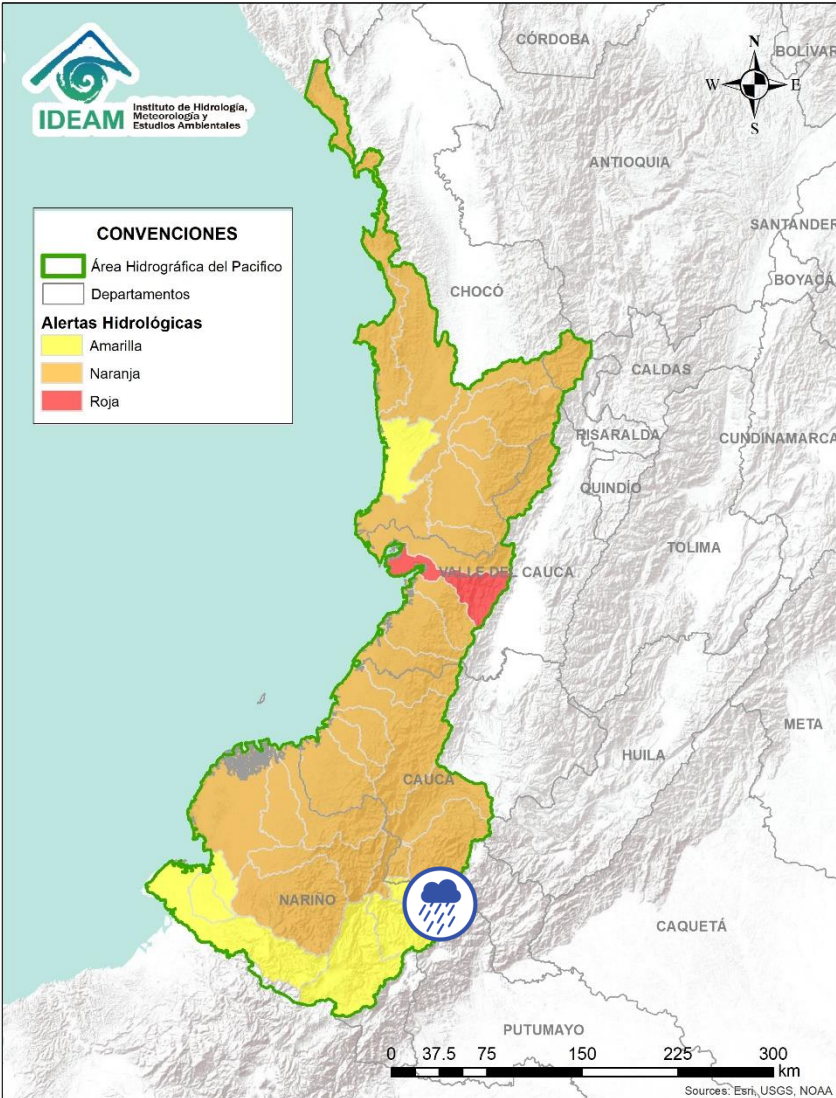 IDEAM
Instituto de Hidrología,
Meteorología y
Estudios Ambientales
CÓRDOBA
BOLÍVAR
N
W
E
S
ANTIOQUIA
SANTANDER
BOYACÁ
CONVENCIONES
Área Hidrográfica del Pacifico
Departamentos
Alertas Hidrológicas
Amarilla
Naranja
Roja
CHOCÓ
CALDAS
RISARALDA
CUNDINAMARCA
QUINDÍO
TOLIMA
VALLE DEL CAUCA
META
HUILA
CAUCA
NARIÑO
CAQUETÁ
PUTUMAYO
0 37.5 75 150 225 300
km
Sources: Esri, USGS, NOAA